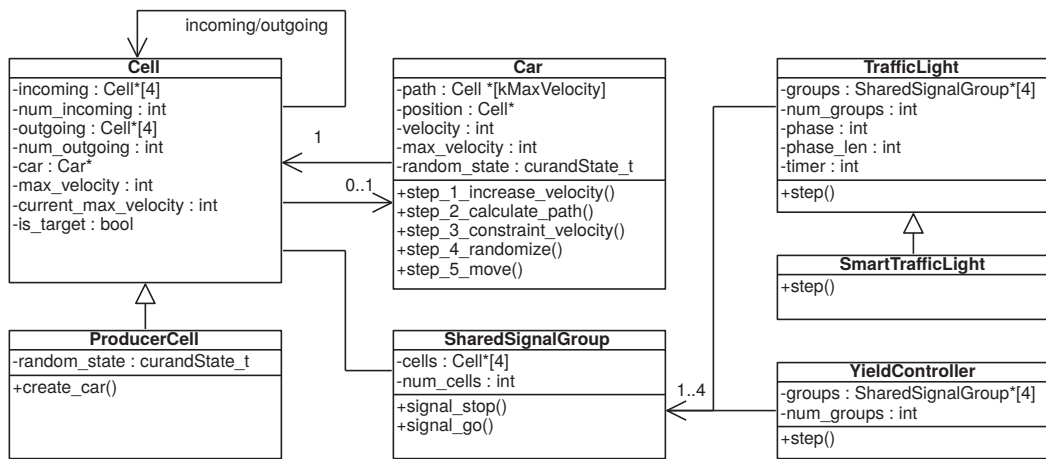 incoming/outgoing
Cell
-incoming : Cell*[4]
-num_incoming : int
-outgoing : Cell*[4]
-num_outgoing : int
-car : Car*
-max_velocity : int
-current_max_velocity : int
-is_target : bool
1
0..1
Car
-path : Cell *[kMaxVelocity]
-position : Cell*
-velocity : int
-max_velocity : int
-random_state : curandState_t
+step_1_increase_velocity()
+step_2_calculate_path()
+step_3_constraint_velocity()
+step_4_randomize()
+step_5_move()
TrafficLight
-groups : SharedSignalGroup*[4]
-num_groups : int
-phase : int
-phase_len : int
-timer : int
+step()
SmartTrafficLight
+step()
ProducerCell
-random_state : curandState_t
+create_car()
SharedSignalGroup
-cells : Cell*[4]
-num_cells : int
+signal_stop()
+signal_go()
1..4
YieldController
-groups : SharedSignalGroup*[4]
-num_groups : int
+step()